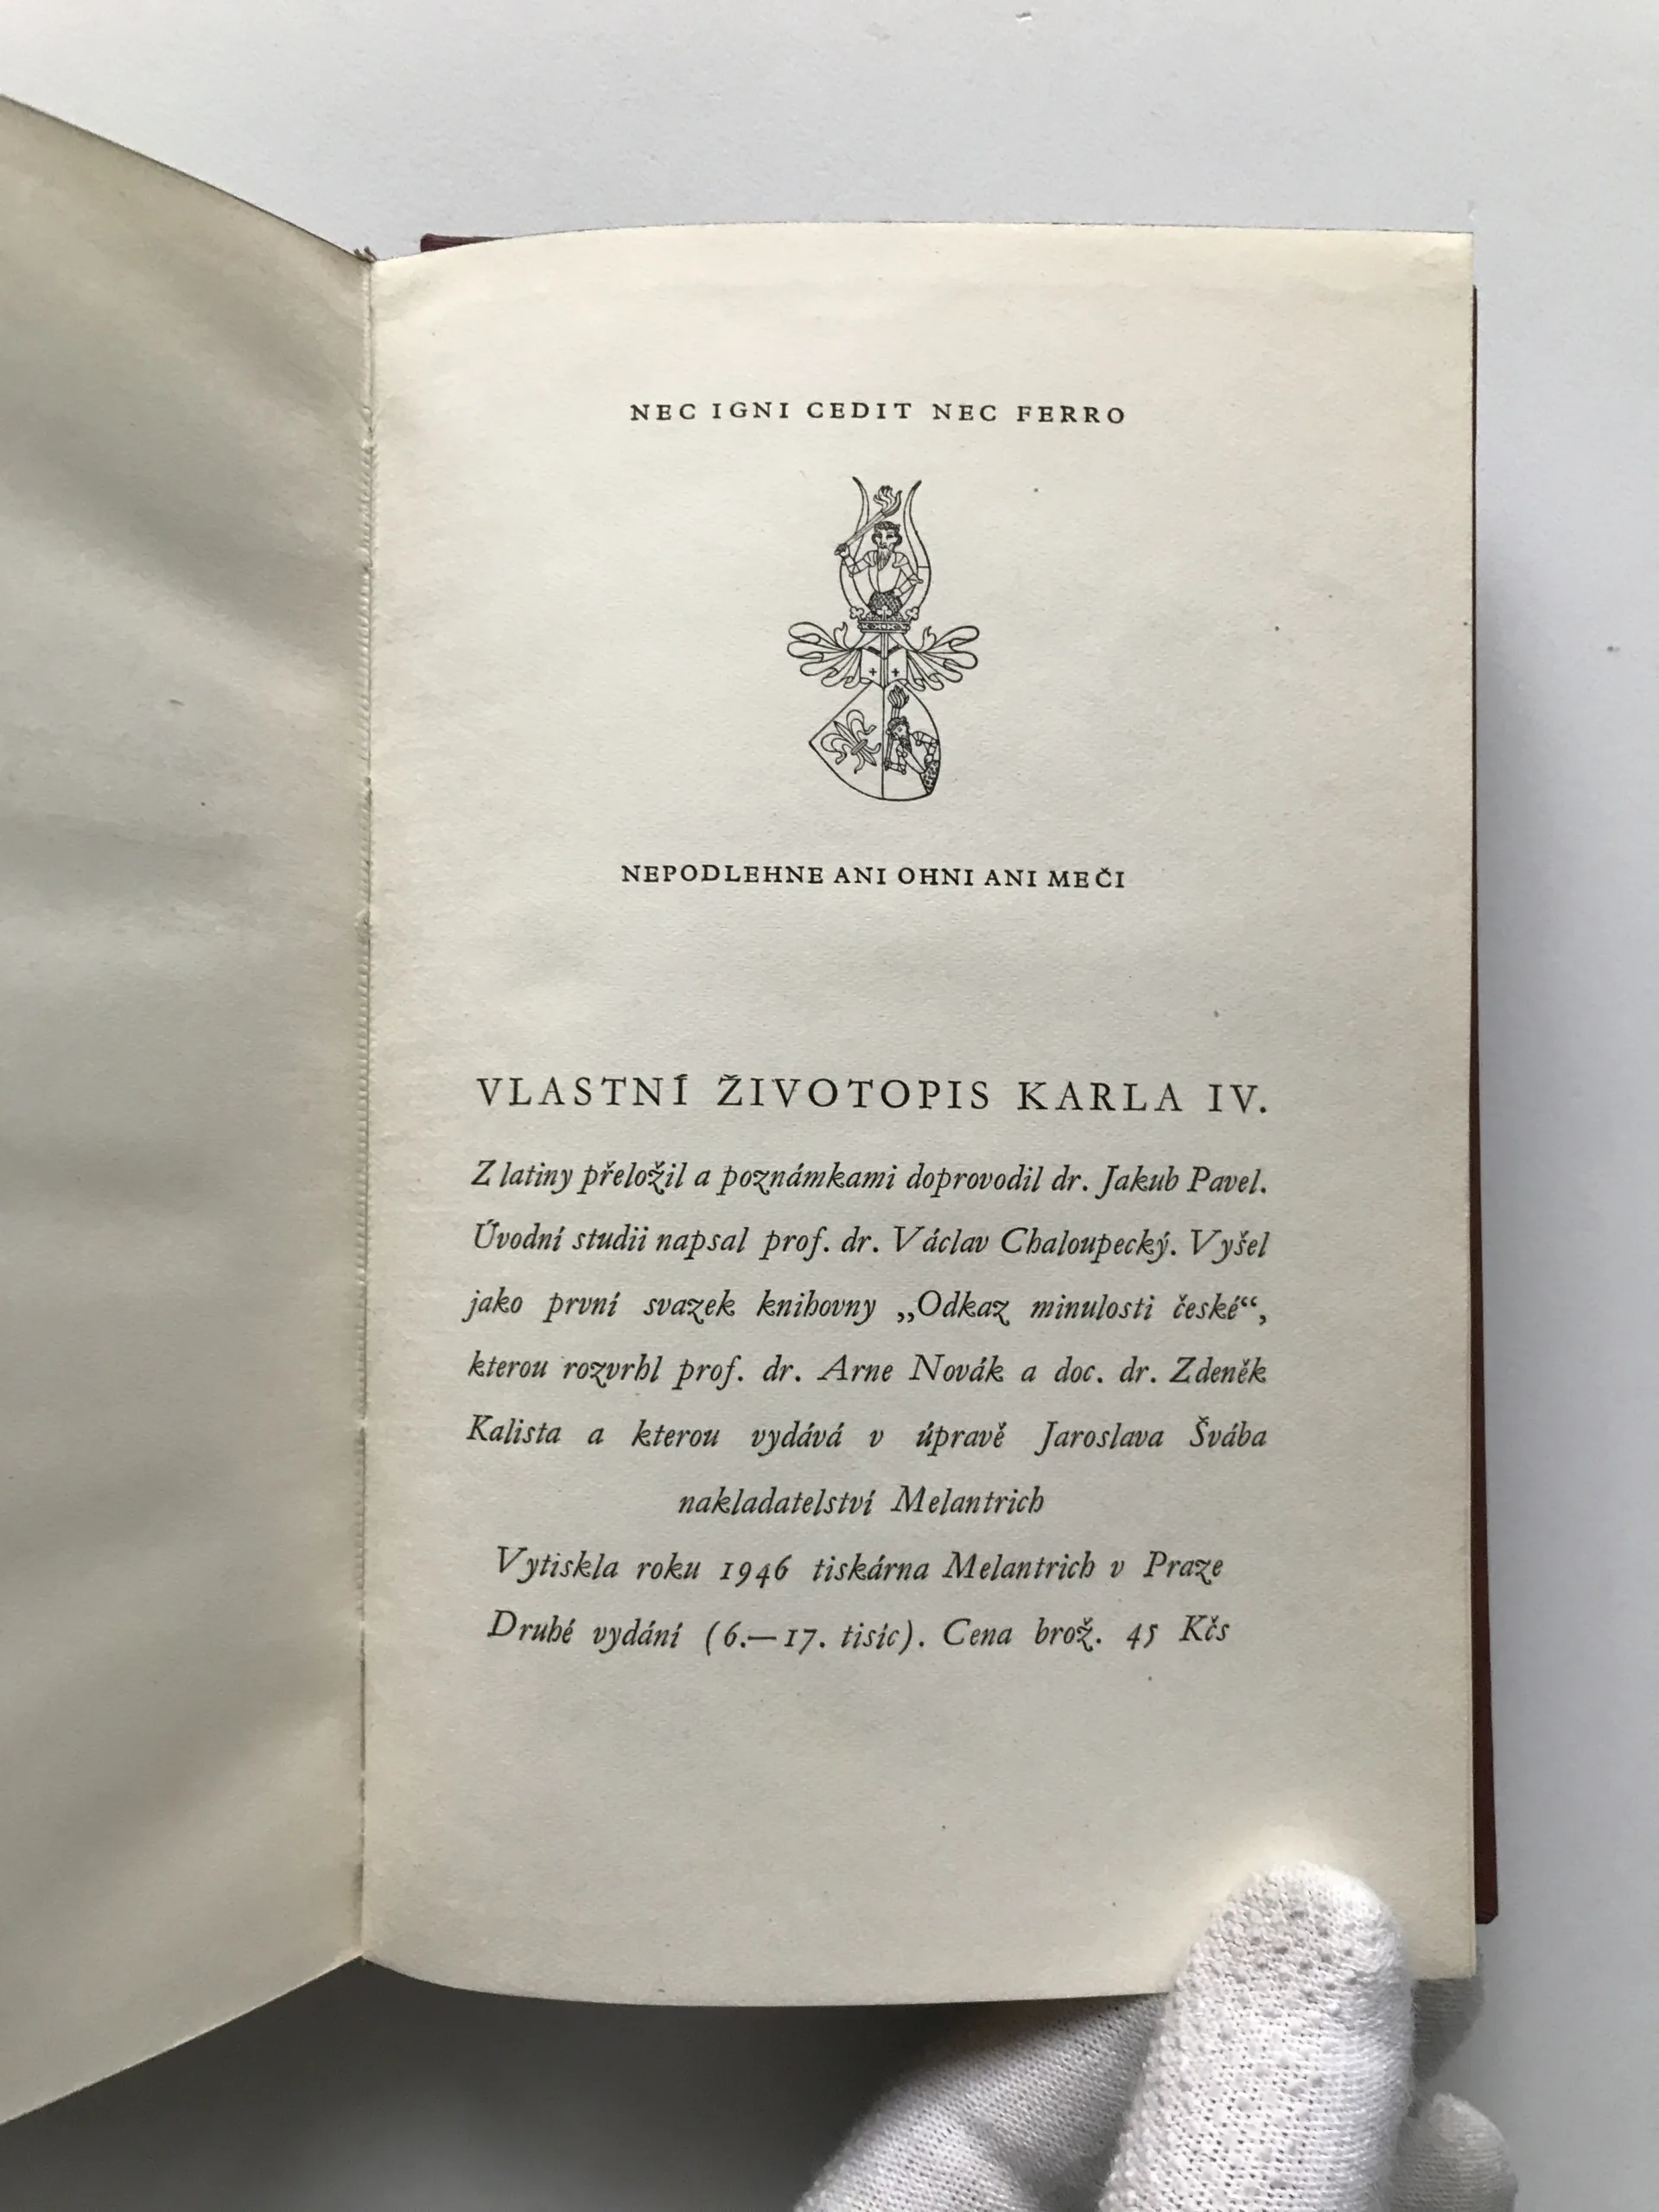 NEC IGNI CEDIT NEC FERRO
NEPODLEHNE ANI OHNI ANI MEČI
VLASTNÍ ŽIVOTOPIS KARLA IV.
Z latiny přeložil a poznámkami doprovodil dr. Jakub Pavel.
Úvodní studii napsal prof. dr. Václav Chaloupecký. Vyšel
jako první svazek knihovny „Odkaz minulosti české“,
kterou rozvrhl prof. dr. Arne Novák a doc. dr. Zdeněk
Kalista a kterou vydává v úpravě Jaroslava Švába
nakladatelství Melantrich
Vytiskla roku 1946 tiskárna Melantrich v Praze
Druhé vydání (6.—17. tisíc). Cena brož. 45 Kčs